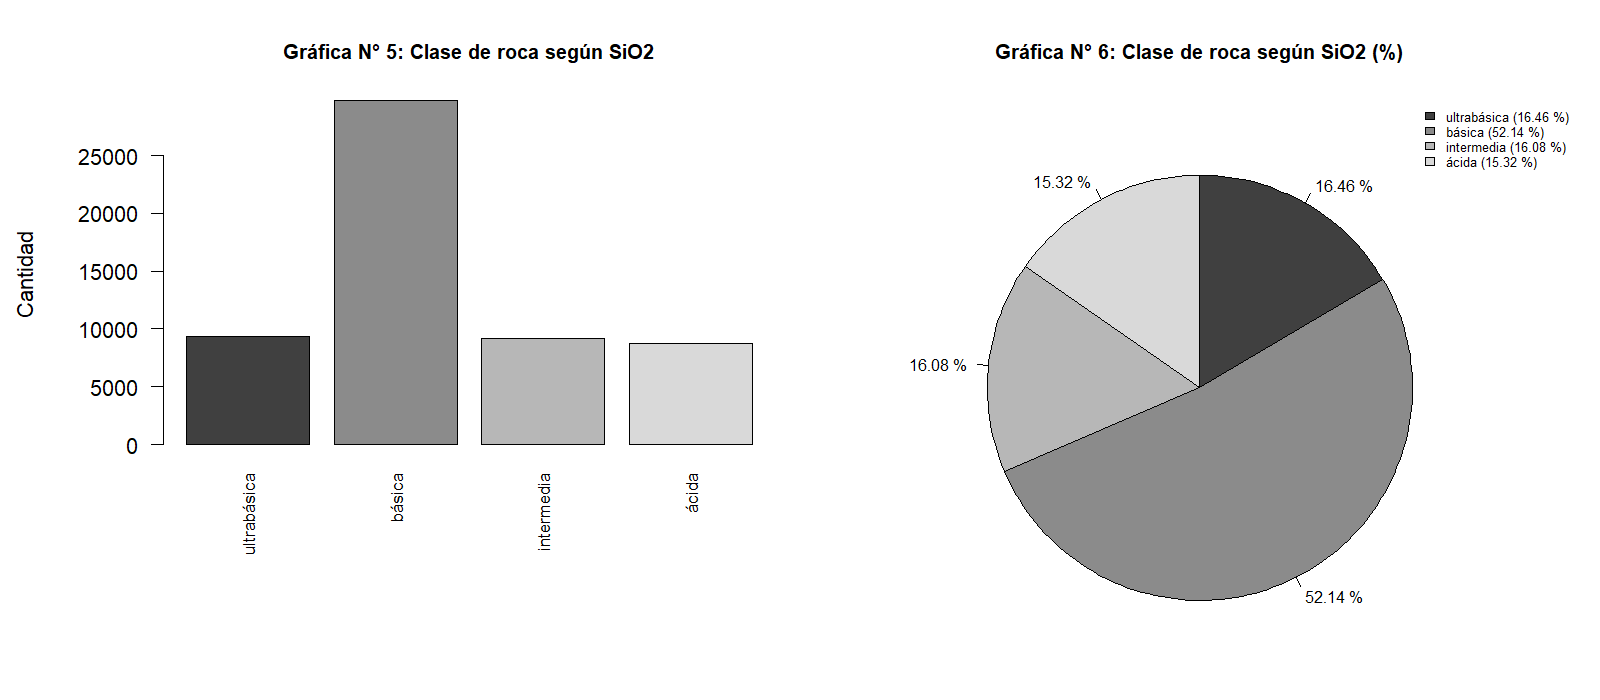 Gráfica N° 5: Clase de roca según SiO2
Cantidad
25000
20000
15000
10000
5000
0
ultrabásica
básica
intermedia
ácida
Gráfica N° 6: Clase de roca según SiO2 (%)
ultrabásica (16.46 %)
básica (52.14 %)
intermedia (16.08 %)
ácida (15.32 %)
15.32 %
16.46 %
16.08 %
52.14 %